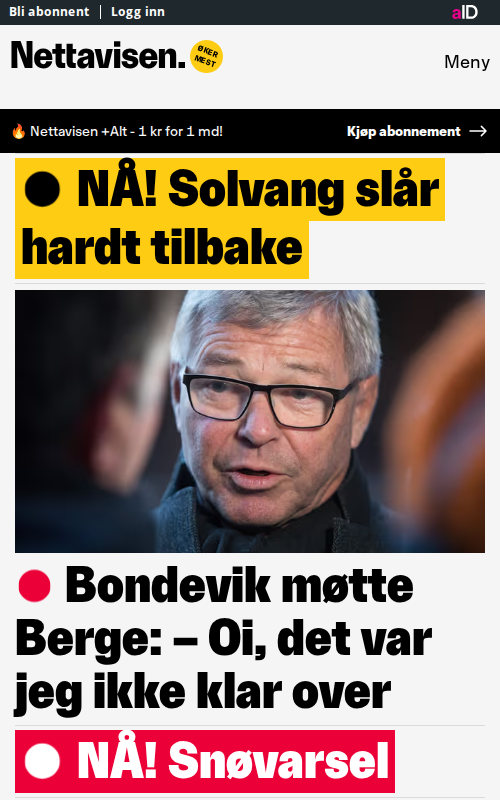 Bli abonnent | Logg inn
aID
Nettavisen.
ØKER
MEST
Meny
🔥 Nettavisen +Alt - 1 kr for 1 md!
Kjøp abonnement →
NÅ! Solvang slår
hardt tilbake
Bondevik møtte
Berge: – Oi, det var
jeg ikke klar over
NÅ! Snøvarsel